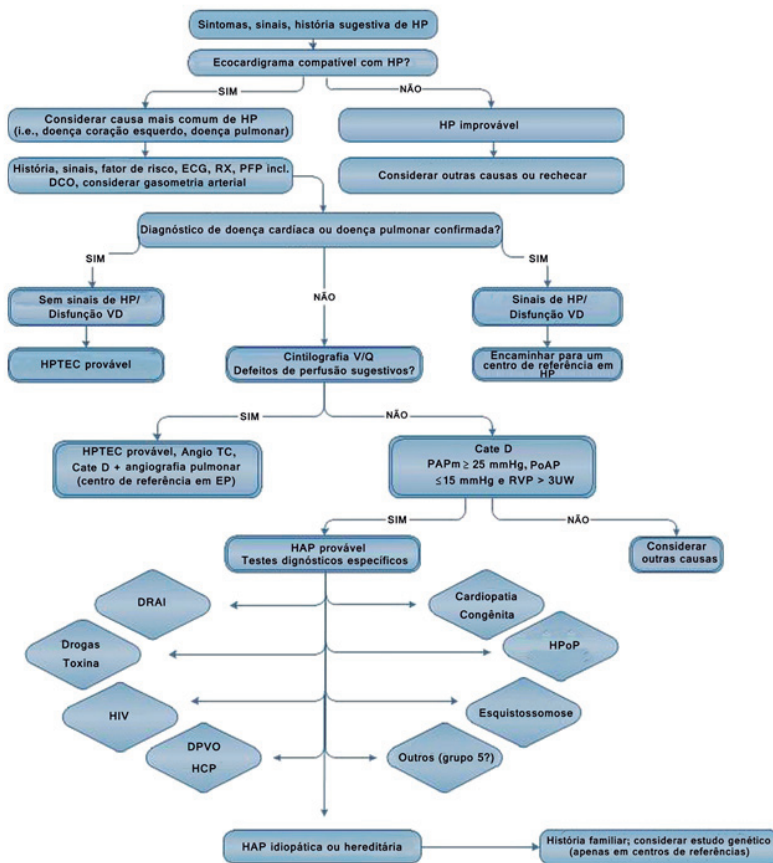 Sintomas, sinais, história sugestiva de HP
Ecocardigrama compatível com HP?
SIM
NÃO
Considerar causa mais comum de HP
(i.e., doença coração esquerdo, doença pulmonar)
HP improvável
História, sinais, fator de risco, ECG, RX, PFP incl.
DCO, considerar gasometria arterial
Considerar outras causas ou rechecar
Diagnóstico de doença cardíaca ou doença pulmonar confirmada?
SIM
NÃO
SIM
Sem sinais de HP/
Disfunção VD
Sinais de HP/
Disfunção VD
HPTEC provável
Cintilografia V/Q
Defeitos de perfusão sugestivos?
Encaminhar para um
centro de referência em
HP
SIM
NÃO
HPTEC provável, Angio TC,
Cate D + angiografia pulmonar
(centro de referência em EP)
Cate D
PAPm ≥ 25 mmHg, PoAP
≤15 mmHg e RVP > 3UW
SIM
NÃO
HAP provável
Testes dignósticos específicos
Considerar
outras causas
DRAI
Cardiopatia
Congênita
Drogas
Toxina
HPoP
HIV
Esquistossomose
DPVO
HCP
Outros (grupo 5?)
HAP idiopática ou hereditária
História familiar; considerar estudo genético
(apenas em centros de referências)